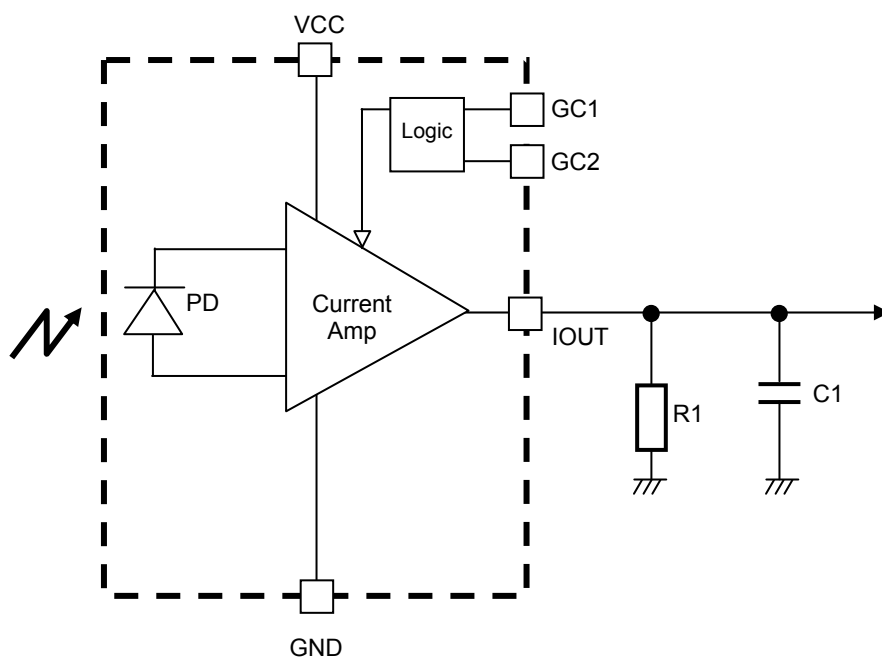 VCC
GC1
Logic
GC2
PD
Current
Amp
IOUT
R1
C1
GND